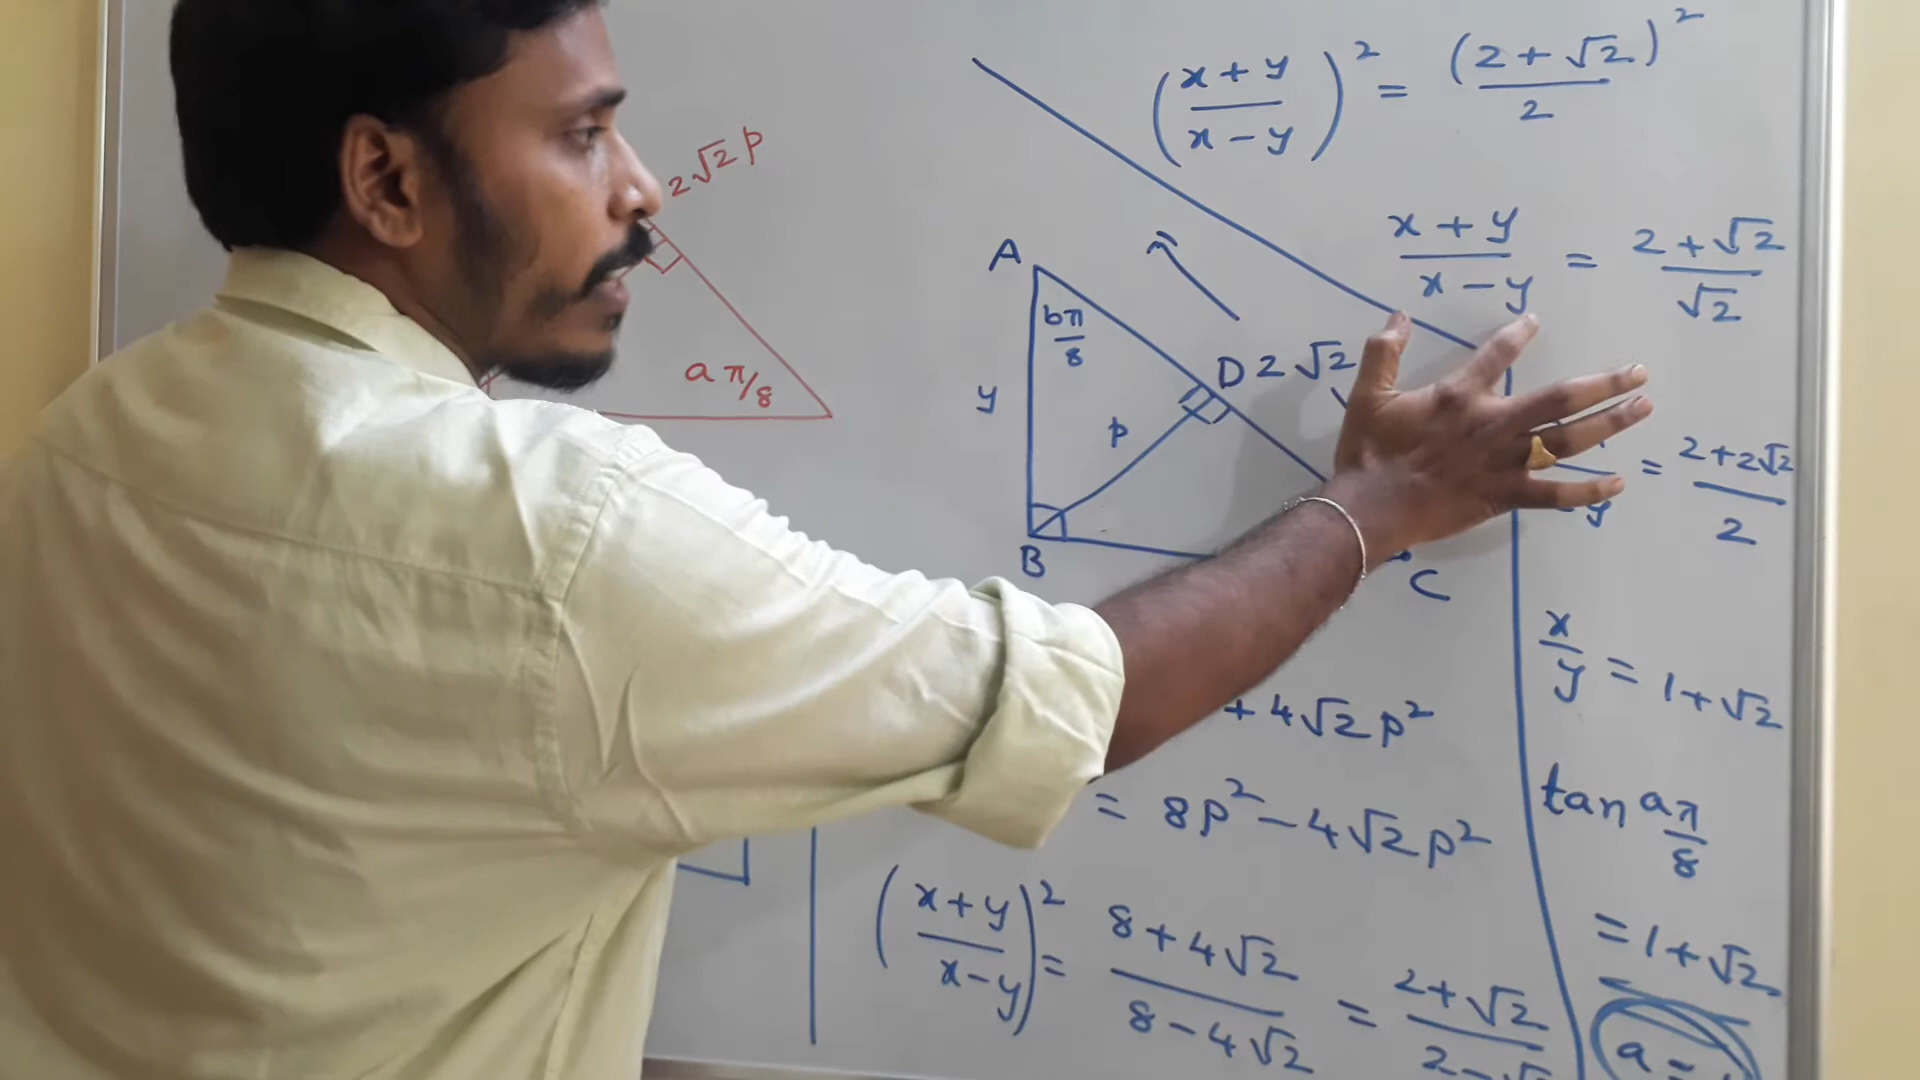 2√2 p
a π/8
A
bπ/8
y
p
D 2√2
B
C
+ 4√2 p²
= 8p² - 4√2 p²
((x+y)/(x-y))² = (8+4√2)/(8-4√2) = (2+√2)/
((x+y)/(x-y))² = (2+√2)²/2
(x+y)/(x-y) = (2+√2)/√2
= (2+2√2)/2
x/y = 1+√2
tan aπ/8
= 1+√2
a =